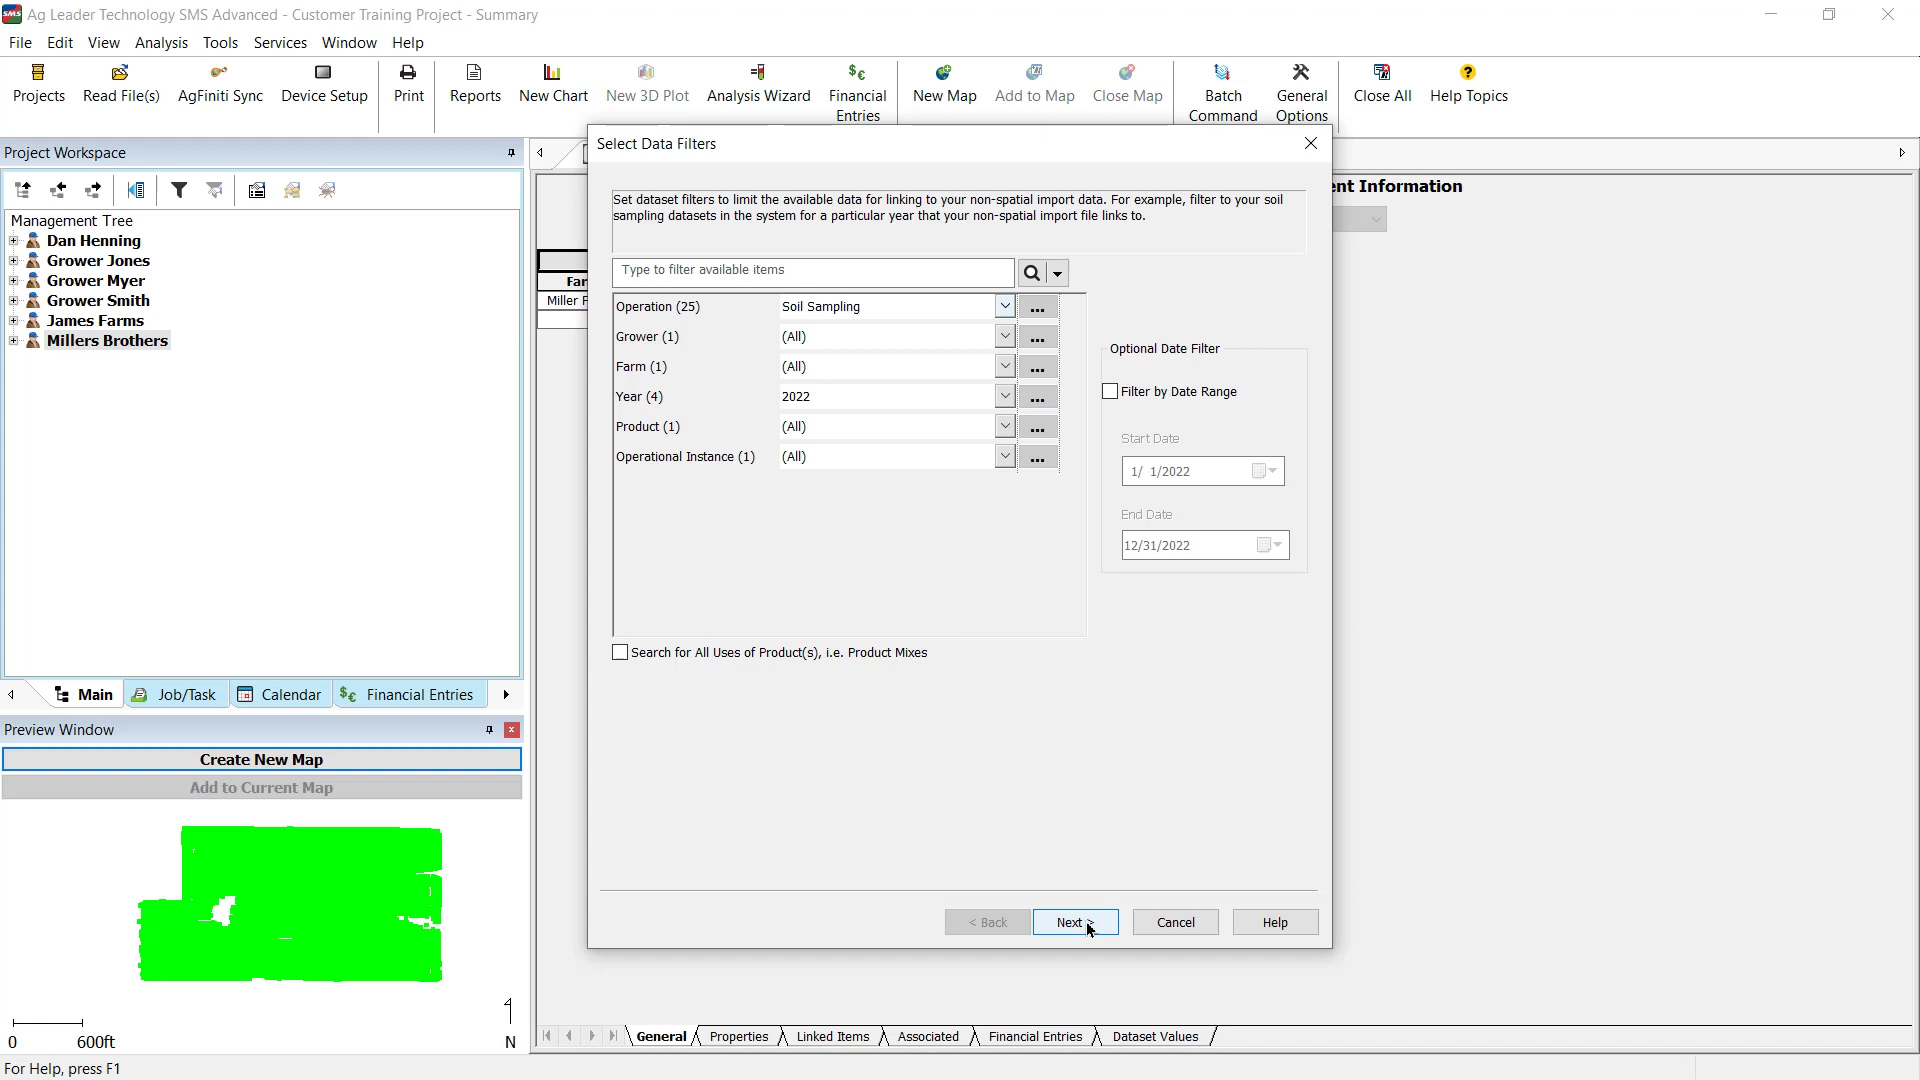 Ag Leader Technology SMS Advanced - Customer Training Project - Summary
File Edit View Analysis Tools Services Window Help
Projects Read File(s) AgFiniti Sync Device Setup Print Reports New Chart New 3D Plot Analysis Wizard Financial Entries New Map Add to Map Close Map Batch Command General Options Close All Help Topics
Project Workspace
Management Tree
Dan Henning
Grower Jones
Grower Myer
Grower Smith
James Farms
Millers Brothers
Main Job/Task Calendar Financial Entries
Preview Window
Create New Map
Add to Current Map
0 600ft N
nt Information
Far
Miller F
Select Data Filters
Set dataset filters to limit the available data for linking to your non-spatial import data. For example, filter to your soil
sampling datasets in the system for a particular year that your non-spatial import file links to.
Type to filter available items
Operation (25) Soil Sampling ...
Grower (1) (All) ...
Farm (1) (All) ...
Year (4) 2022 ...
Product (1) (All) ...
Operational Instance (1) (All) ...
Optional Date Filter
Filter by Date Range
Start Date
1/ 1/2022
End Date
12/31/2022
Search for All Uses of Product(s), i.e. Product Mixes
< Back Next > Cancel Help
General Properties Linked Items Associated Financial Entries Dataset Values
For Help, press F1